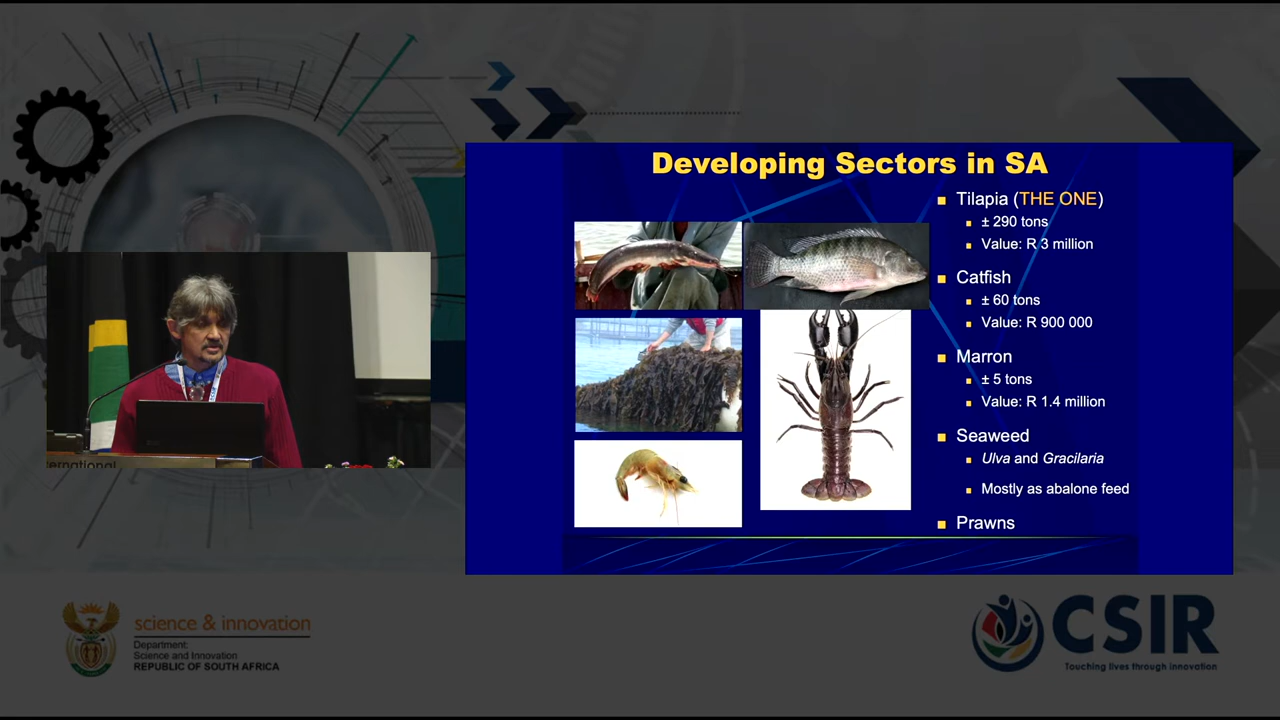 Developing Sectors in SA
Tilapia (THE ONE)
± 290 tons
Value: R 3 million
Catfish
± 60 tons
Value: R 900 000
Marron
± 5 tons
Value: R 1.4 million
Seaweed
Ulva and Gracilaria
Mostly as abalone feed
Prawns
ternational
science & innovation
Department:
Science and Innovation
REPUBLIC OF SOUTH AFRICA
CSIR
Touching lives through innovation